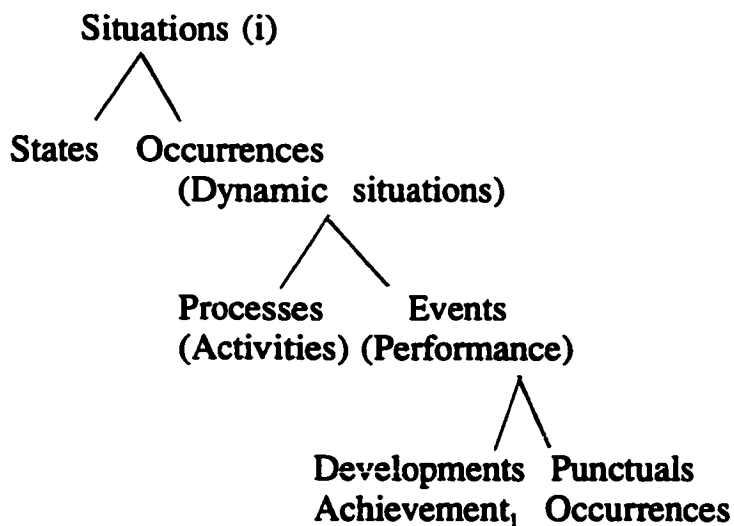 Situations (i)
States Occurrences
(Dynamic situations)
Processes Events
(Activities) (Performance)
Developments Punctuals
Achievement₁ Occurrences